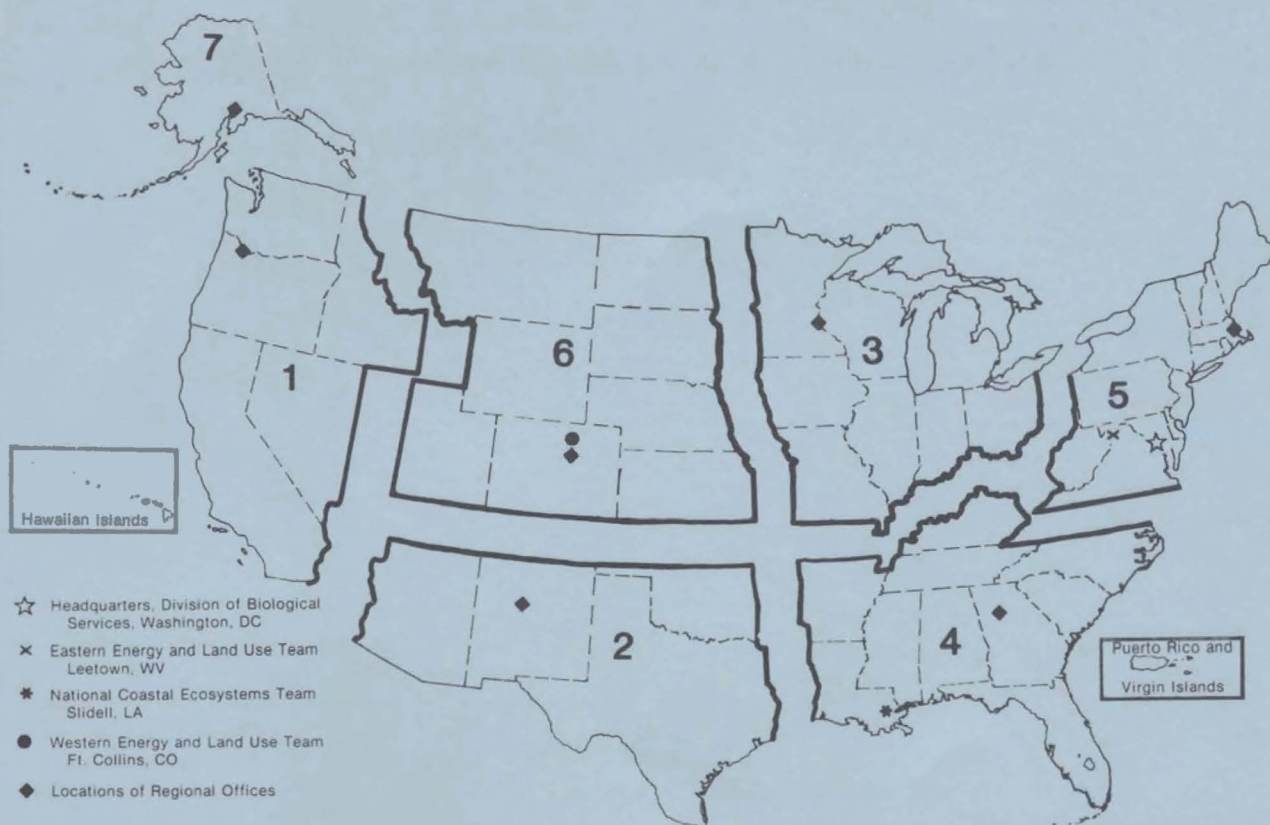 7
1
6
3
5
2
4
Hawaiian Islands
Puerto Rico and
Virgin Islands
Headquarters, Division of Biological
Services, Washington, DC
Eastern Energy and Land Use Team
Leetown, WV
National Coastal Ecosystems Team
Slidell, LA
Western Energy and Land Use Team
Ft. Collins, CO
Locations of Regional Offices